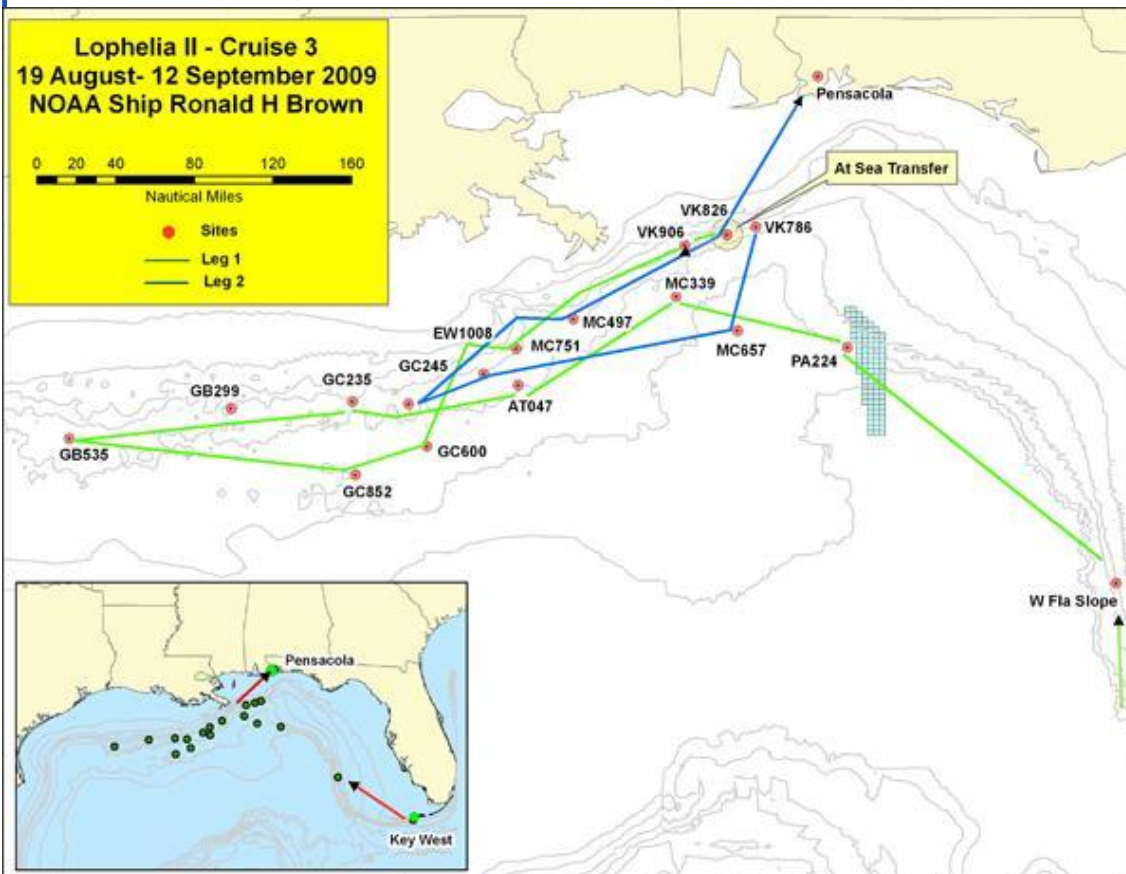 Lophelia II - Cruise 3
19 August- 12 September 2009
NOAA Ship Ronald H Brown
0 20 40 80 120 160
Nautical Miles
Sites
Leg 1
Leg 2
Pensacola
At Sea Transfer
VK826
VK906
VK786
MC339
EW1008
MC497
MC751
MC657
PA224
GC245
GC235
GB299
AT047
GB535
GC600
GC852
W Fla Slope
Pensacola
Key West